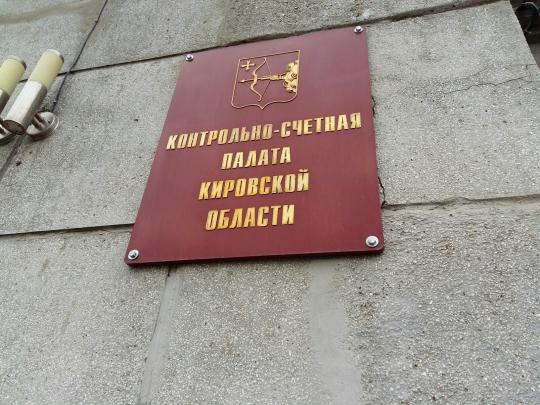 КОНТРОЛЬНО-СЧЕТНАЯ
ПАЛАТА
КИРОВСКОЙ
ОБЛАСТИ